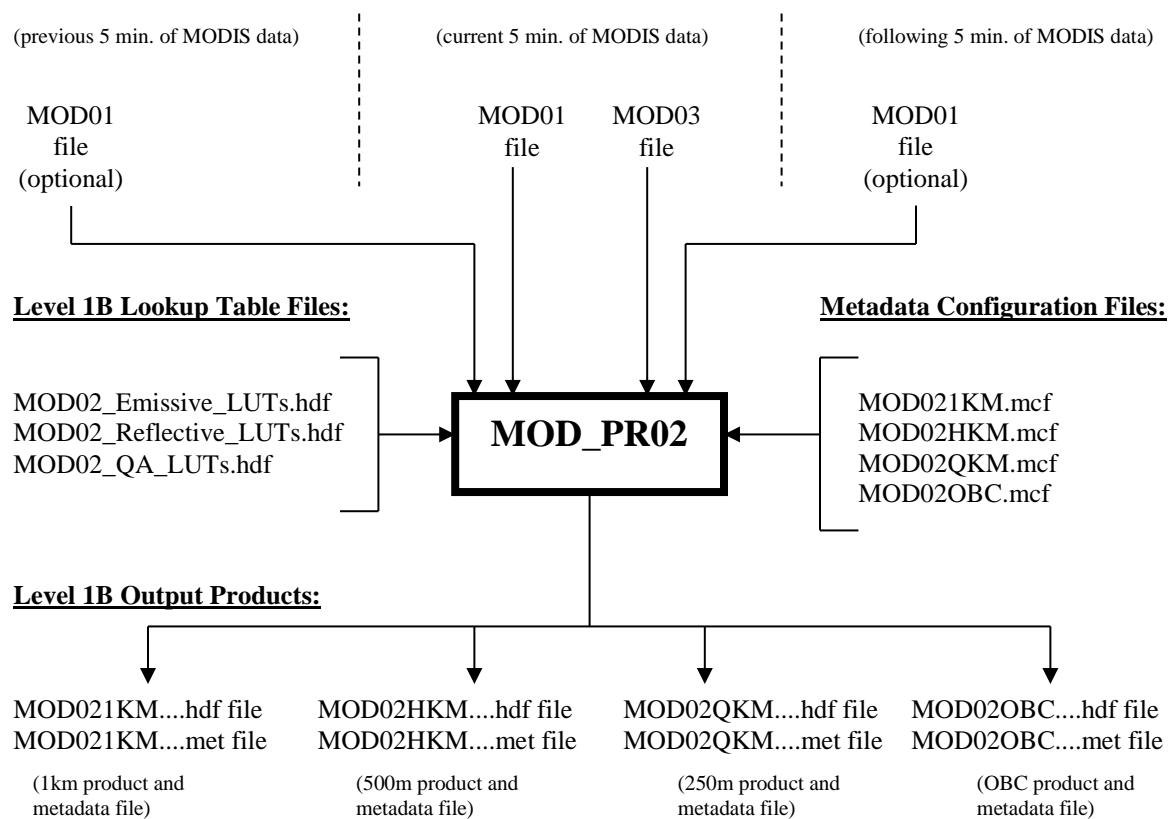 (previous 5 min. of MODIS data)
(current 5 min. of MODIS data)
(following 5 min. of MODIS data)
MOD01
file
(optional)
MOD01
file
MOD03
file
MOD01
file
(optional)
Level 1B Lookup Table Files:
Metadata Configuration Files:
MOD02_Emissive_LUTs.hdf
MOD02_Reflective_LUTs.hdf
MOD02_QA_LUTs.hdf
MOD_PR02
MOD021KM.mcf
MOD02HKM.mcf
MOD02QKM.mcf
MOD02OBC.mcf
Level 1B Output Products:
MOD021KM....hdf file
MOD021KM....met file
(1km product and
metadata file)
MOD02HKM....hdf file
MOD02HKM....met file
(500m product and
metadata file)
MOD02QKM....hdf file
MOD02QKM....met file
(250m product and
metadata file)
MOD02OBC....hdf file
MOD02OBC....met file
(OBC product and
metadata file)